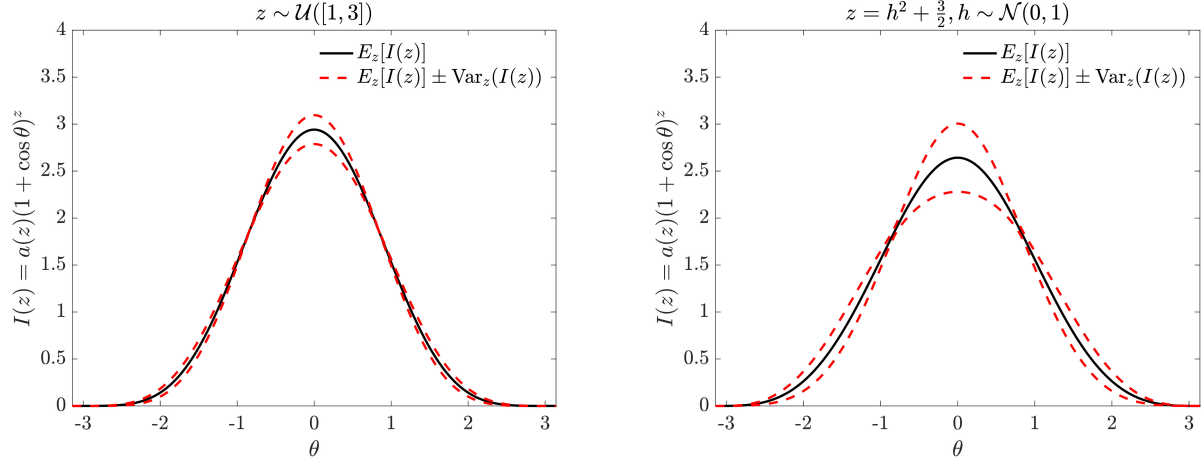 z ∼ 𝒰([1, 3])
E_z[I(z)]
E_z[I(z)] ± Var_z(I(z))
I(z) = a(z)(1 + cos θ)^z
4
3.5
3
2.5
2
1.5
1
0.5
0
-3 -2 -1 0 1 2 3
θ
z = h² + 3/2, h ∼ 𝒩(0, 1)
E_z[I(z)]
E_z[I(z)] ± Var_z(I(z))
I(z) = a(z)(1 + cos θ)^z
4
3.5
3
2.5
2
1.5
1
0.5
0
-3 -2 -1 0 1 2 3
θ